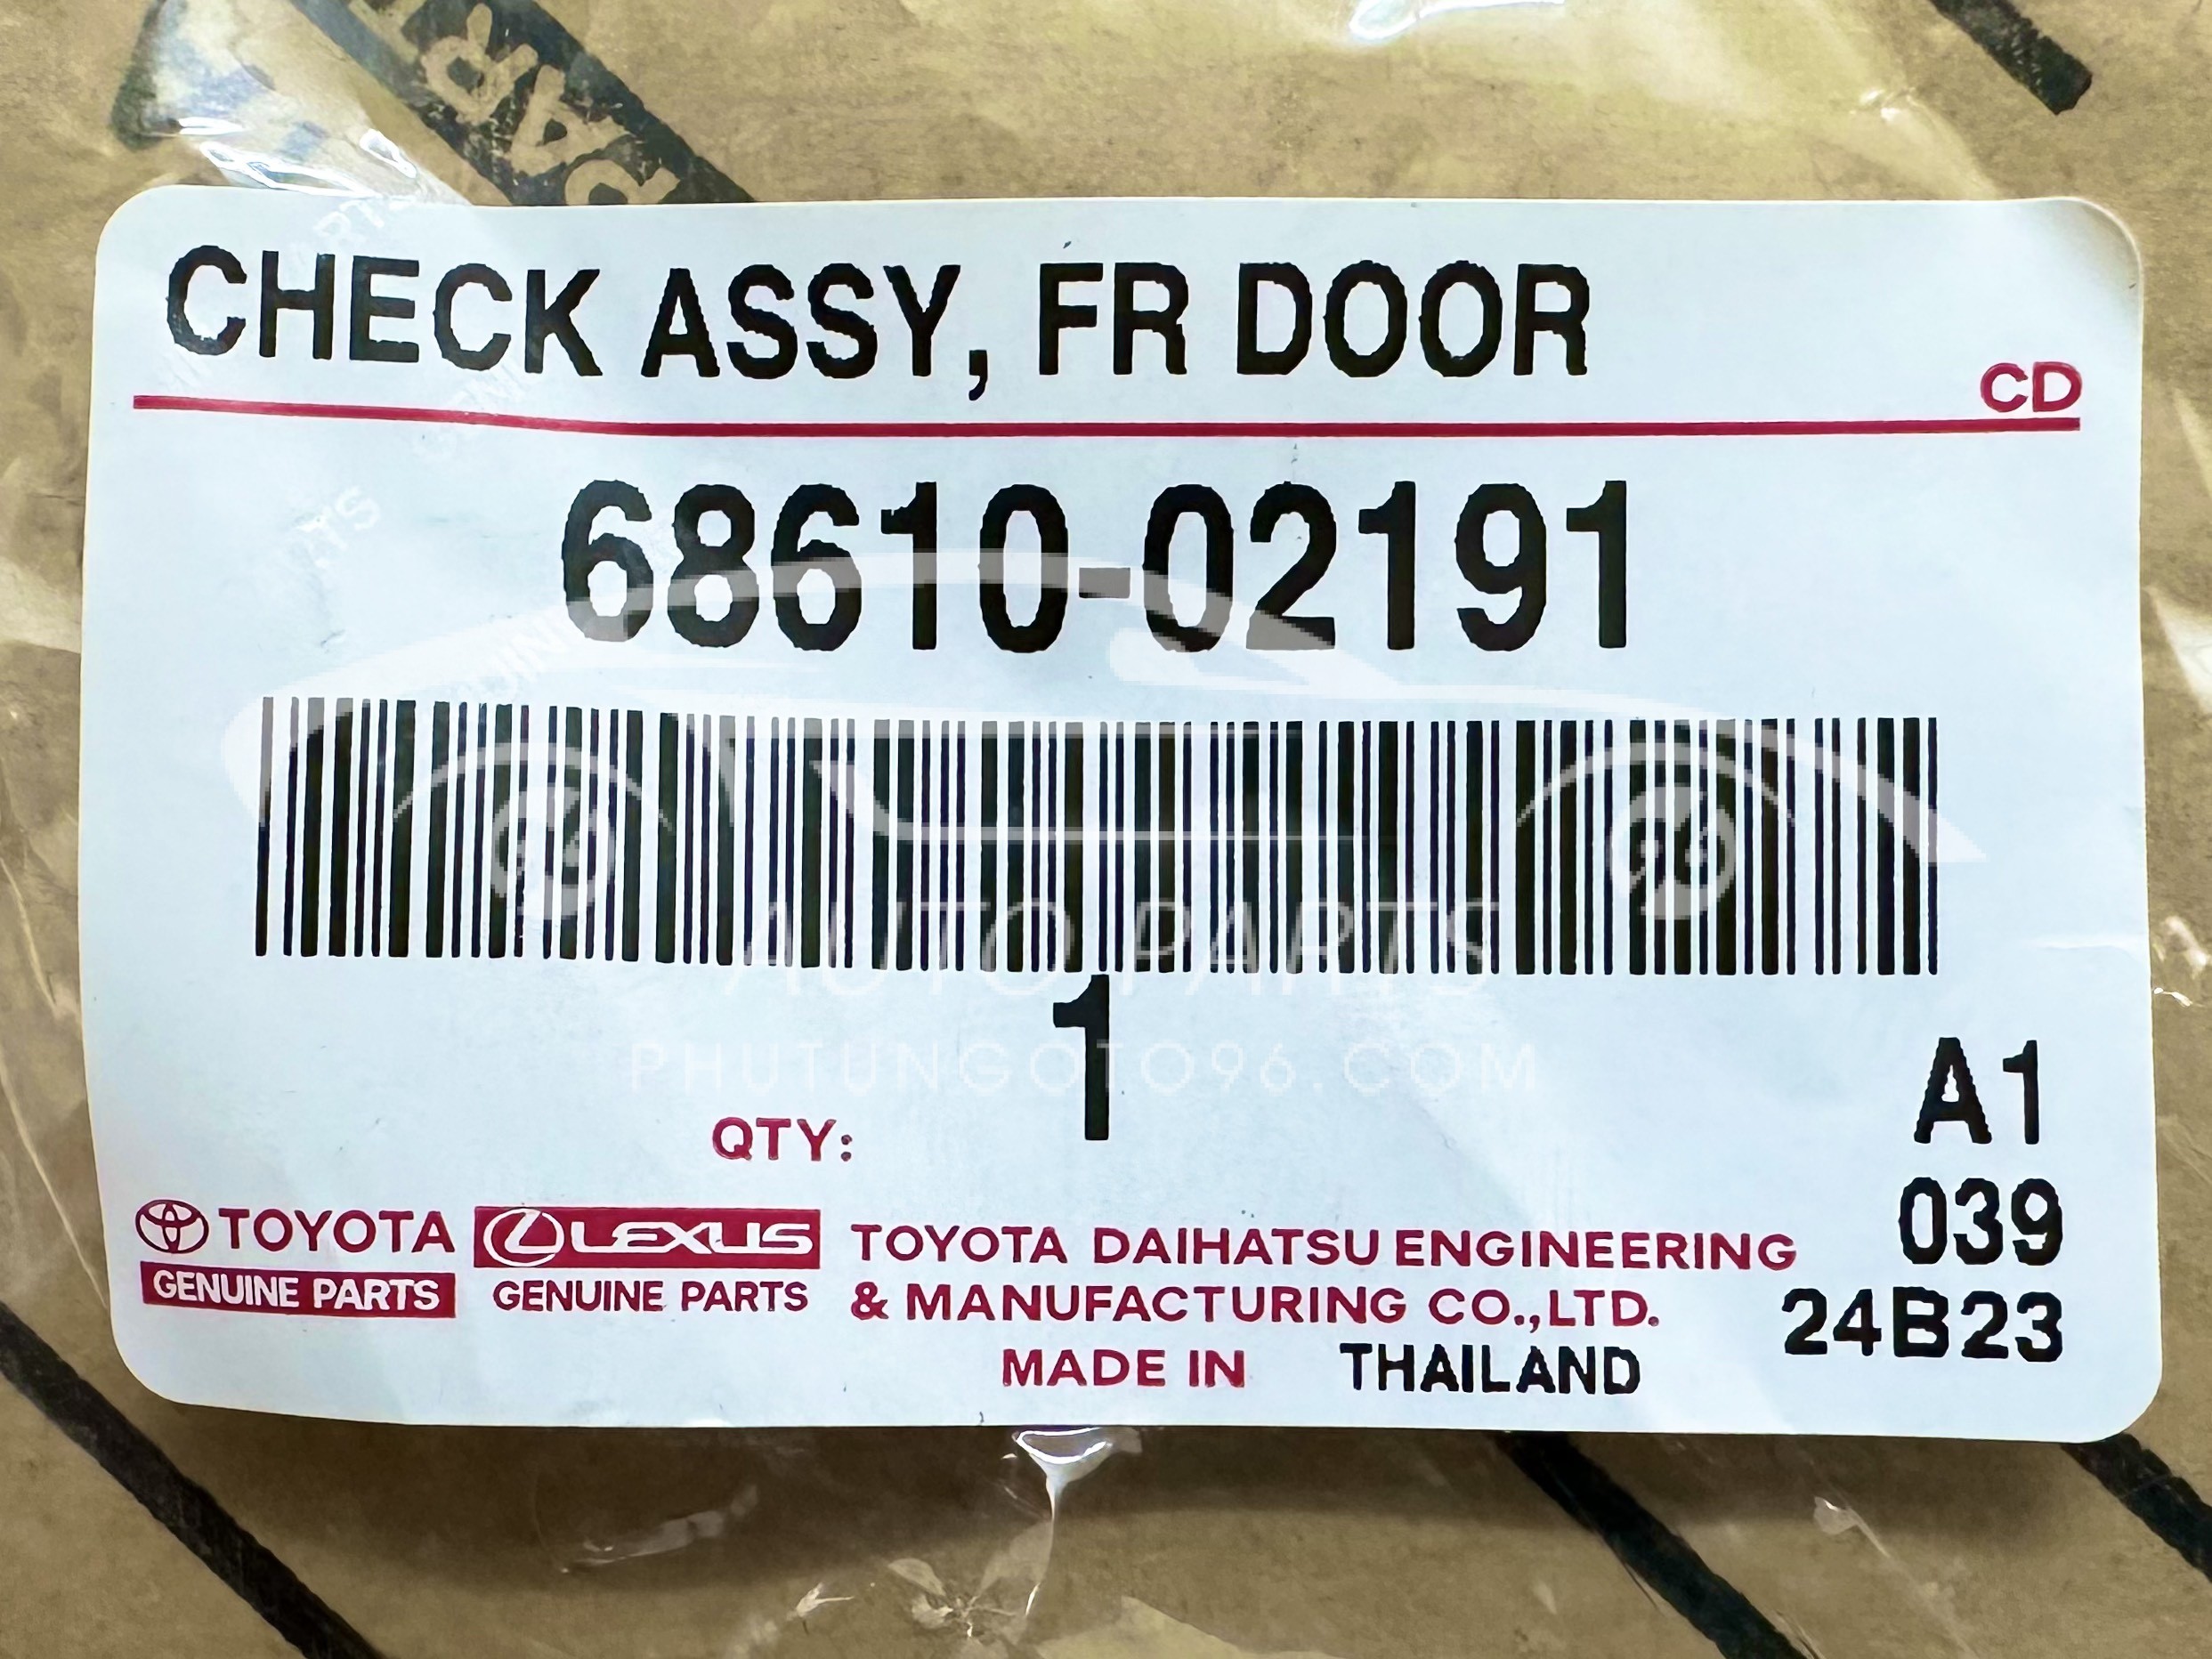 CHECK ASSY, FR DOOR
CD
68610-02191
AUTO PARTS
1
PHUTUNGOTO96 COM
QTY:
A1
039
24B23
TOYOTA
GENUINE PARTS
LEXUS
GENUINE PARTS
TOYOTA DAIHATSU ENGINEERING
& MANUFACTURING CO.,LTD.
MADE IN THAILAND